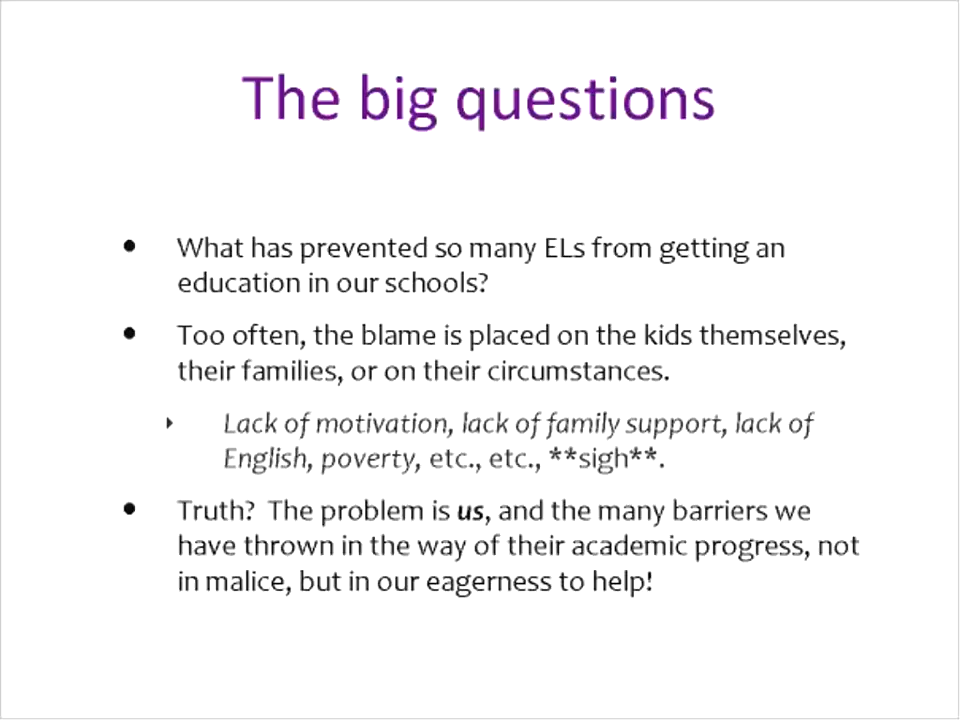 The big questions
• What has prevented so many ELs from getting an
education in our schools?
• Too often, the blame is placed on the kids themselves,
their families, or on their circumstances.
‣ Lack of motivation, lack of family support, lack of
English, poverty, etc., etc., **sigh**.
• Truth?  The problem is us, and the many barriers we
have thrown in the way of their academic progress, not
in malice, but in our eagerness to help!